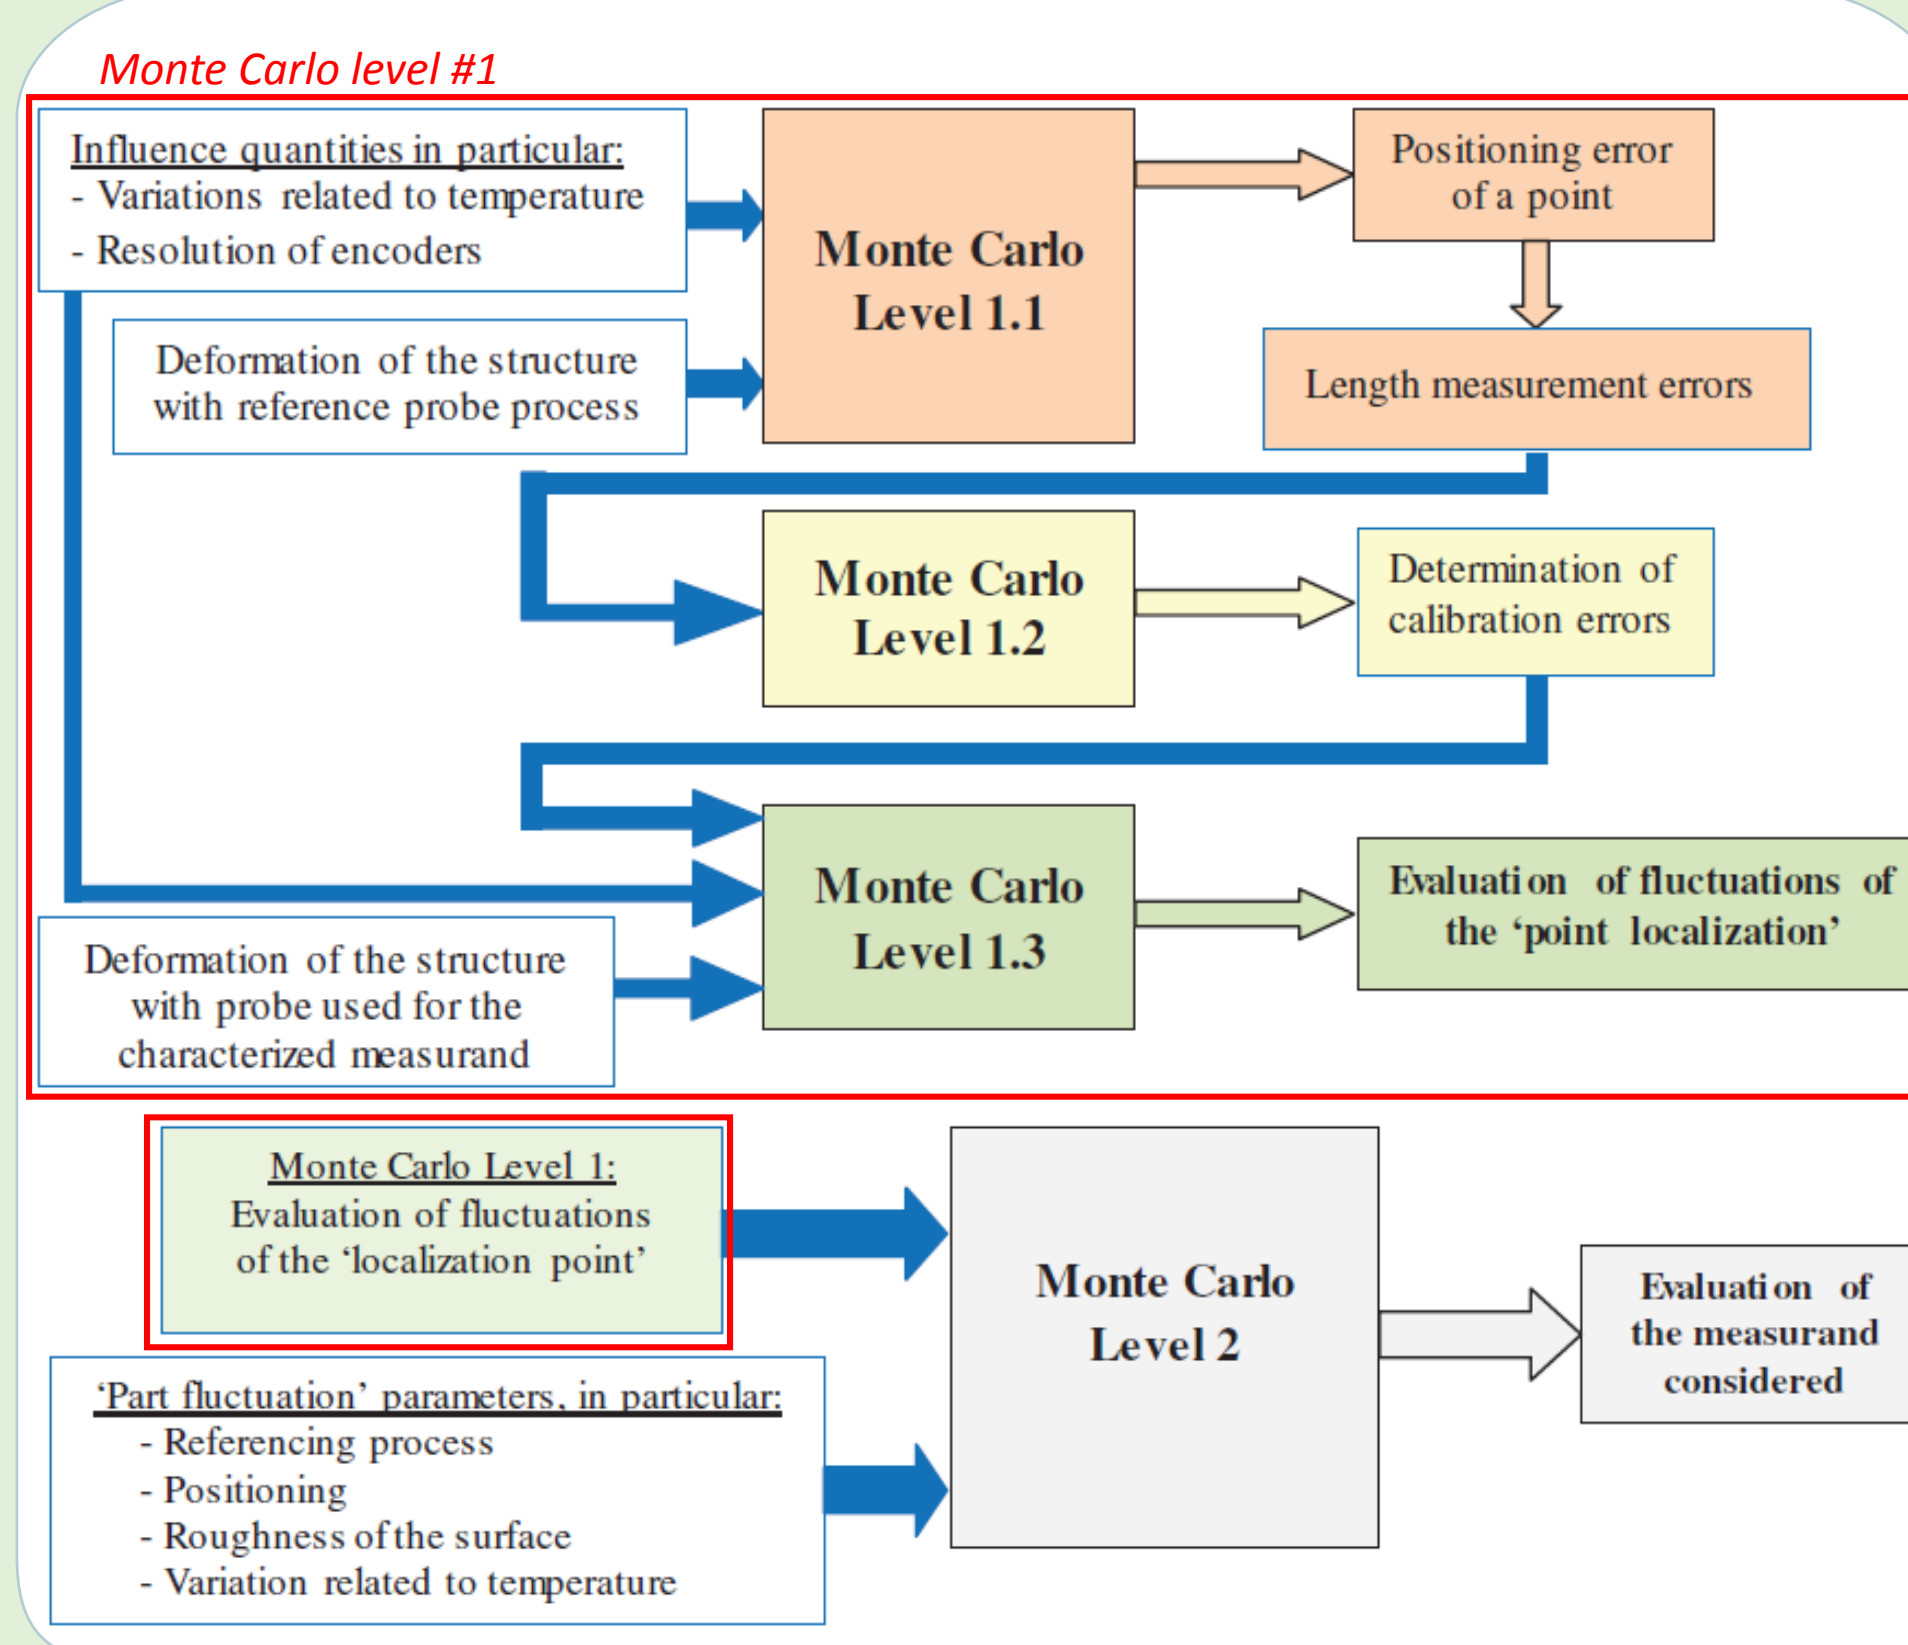 Monte Carlo level #1
Influence quantities in particular:
- Variations related to temperature
- Resolution of encoders
Monte Carlo
Level 1.1
Positioning error
of a point
Deformation of the structure
with reference probe process
Length measurement errors
Monte Carlo
Level 1.2
Determination of
calibration errors
Monte Carlo
Level 1.3
Evaluation of fluctuations of
the ‘point localization’
Deformation of the structure
with probe used for the
characterized measurand
Monte Carlo Level 1:
Evaluation of fluctuations
of the ‘localization point’
Monte Carlo
Level 2
Evaluation of
the measurand
considered
‘Part fluctuation’ parameters, in particular:
- Referencing process
- Positioning
- Roughness of the surface
- Variation related to temperature